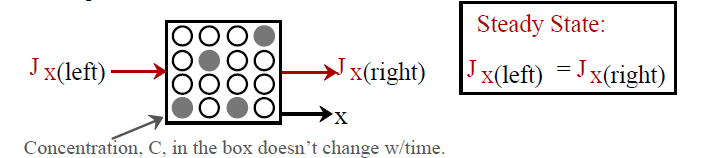 Steady State:
J x(left)
J x(right)
J x(left) = J x(right)
x
Concentration, C, in the box doesn't change w/time.